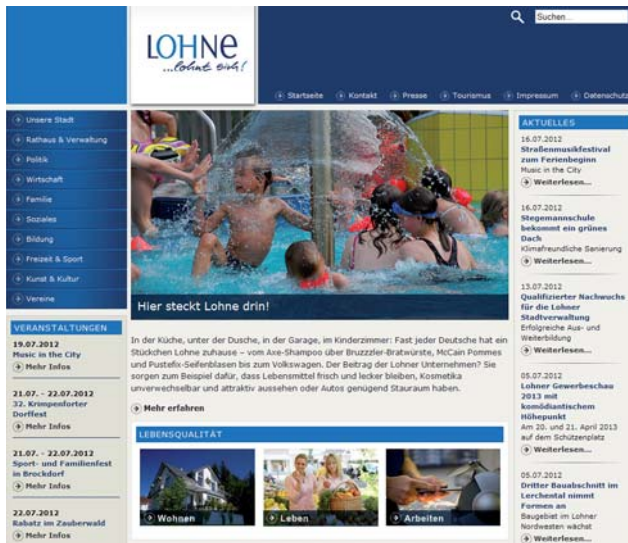 LOHNE
...lohnt sich!
Suchen...
Startseite
Kontakt
Presse
Tourismus
Impressum
Datenschutz
Unsere Stadt
Rathaus & Verwaltung
Politik
Wirtschaft
Familie
Soziales
Bildung
Freizeit & Sport
Kunst & Kultur
Vereine
VERANSTALTUNGEN
19.07.2012
Music in the City
Mehr Infos
21.07. - 22.07.2012
32. Krimpenforter
Dorffest
Mehr Infos
21.07. - 22.07.2012
Sport- und Familienfest
in Brockdorf
Mehr Infos
22.07.2012
Rabatz im Zauberwald
Mehr Infos
Hier steckt Lohne drin!
In der Küche, unter der Dusche, in der Garage, im Kinderzimmer: Fast jeder Deutsche hat ein
Stückchen Lohne zuhause – vom Axe-Shampoo über Bruzzzler-Bratwürste, McCain Pommes
und Pustefix-Seifenblasen bis zum Volkswagen. Der Beitrag der Lohner Unternehmen? Sie
sorgen zum Beispiel dafür, dass Lebensmittel frisch und lecker bleiben, Kosmetika
unverwechselbar und attraktiv aussehen oder Autos genügend Stauraum haben.
Mehr erfahren
LEBENSQUALITÄT
Wohnen
Leben
Arbeiten
AKTUELLES
16.07.2012
Straßenmusikfestival
zum Ferienbeginn
Music in the City
Weiterlesen...
16.07.2012
Stegemannschule
bekommt ein grünes
Dach
Klimafreundliche Sanierung
Weiterlesen...
13.07.2012
Qualifizierter Nachwuchs
für die Lohner
Stadtverwaltung
Erfolgreiche Aus- und
Weiterbildung
Weiterlesen...
05.07.2012
Lohner Gewerbeschau
2013 mit
komödiantischem
Höhepunkt
Am 20. und 21. April 2013
auf dem Schützenplatz
Weiterlesen...
05.07.2012
Dritter Bauabschnitt im
Lerchental nimmt
Formen an
Baugebiet im Lohner
Nordwesten wächst
Weiterlesen...